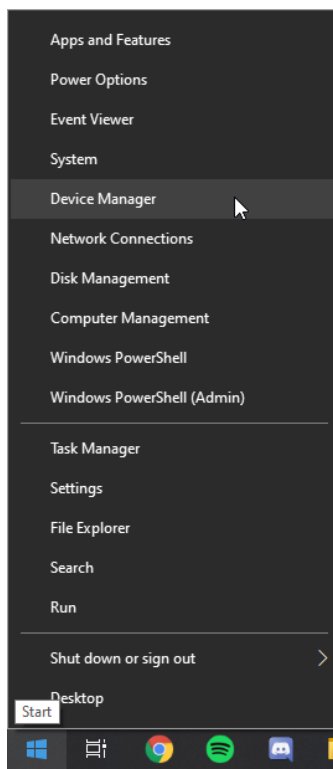 Apps and Features
Power Options
Event Viewer
System
Device Manager
Network Connections
Disk Management
Computer Management
Windows PowerShell
Windows PowerShell (Admin)
Task Manager
Settings
File Explorer
Search
Run
Shut down or sign out
Desktop
Start